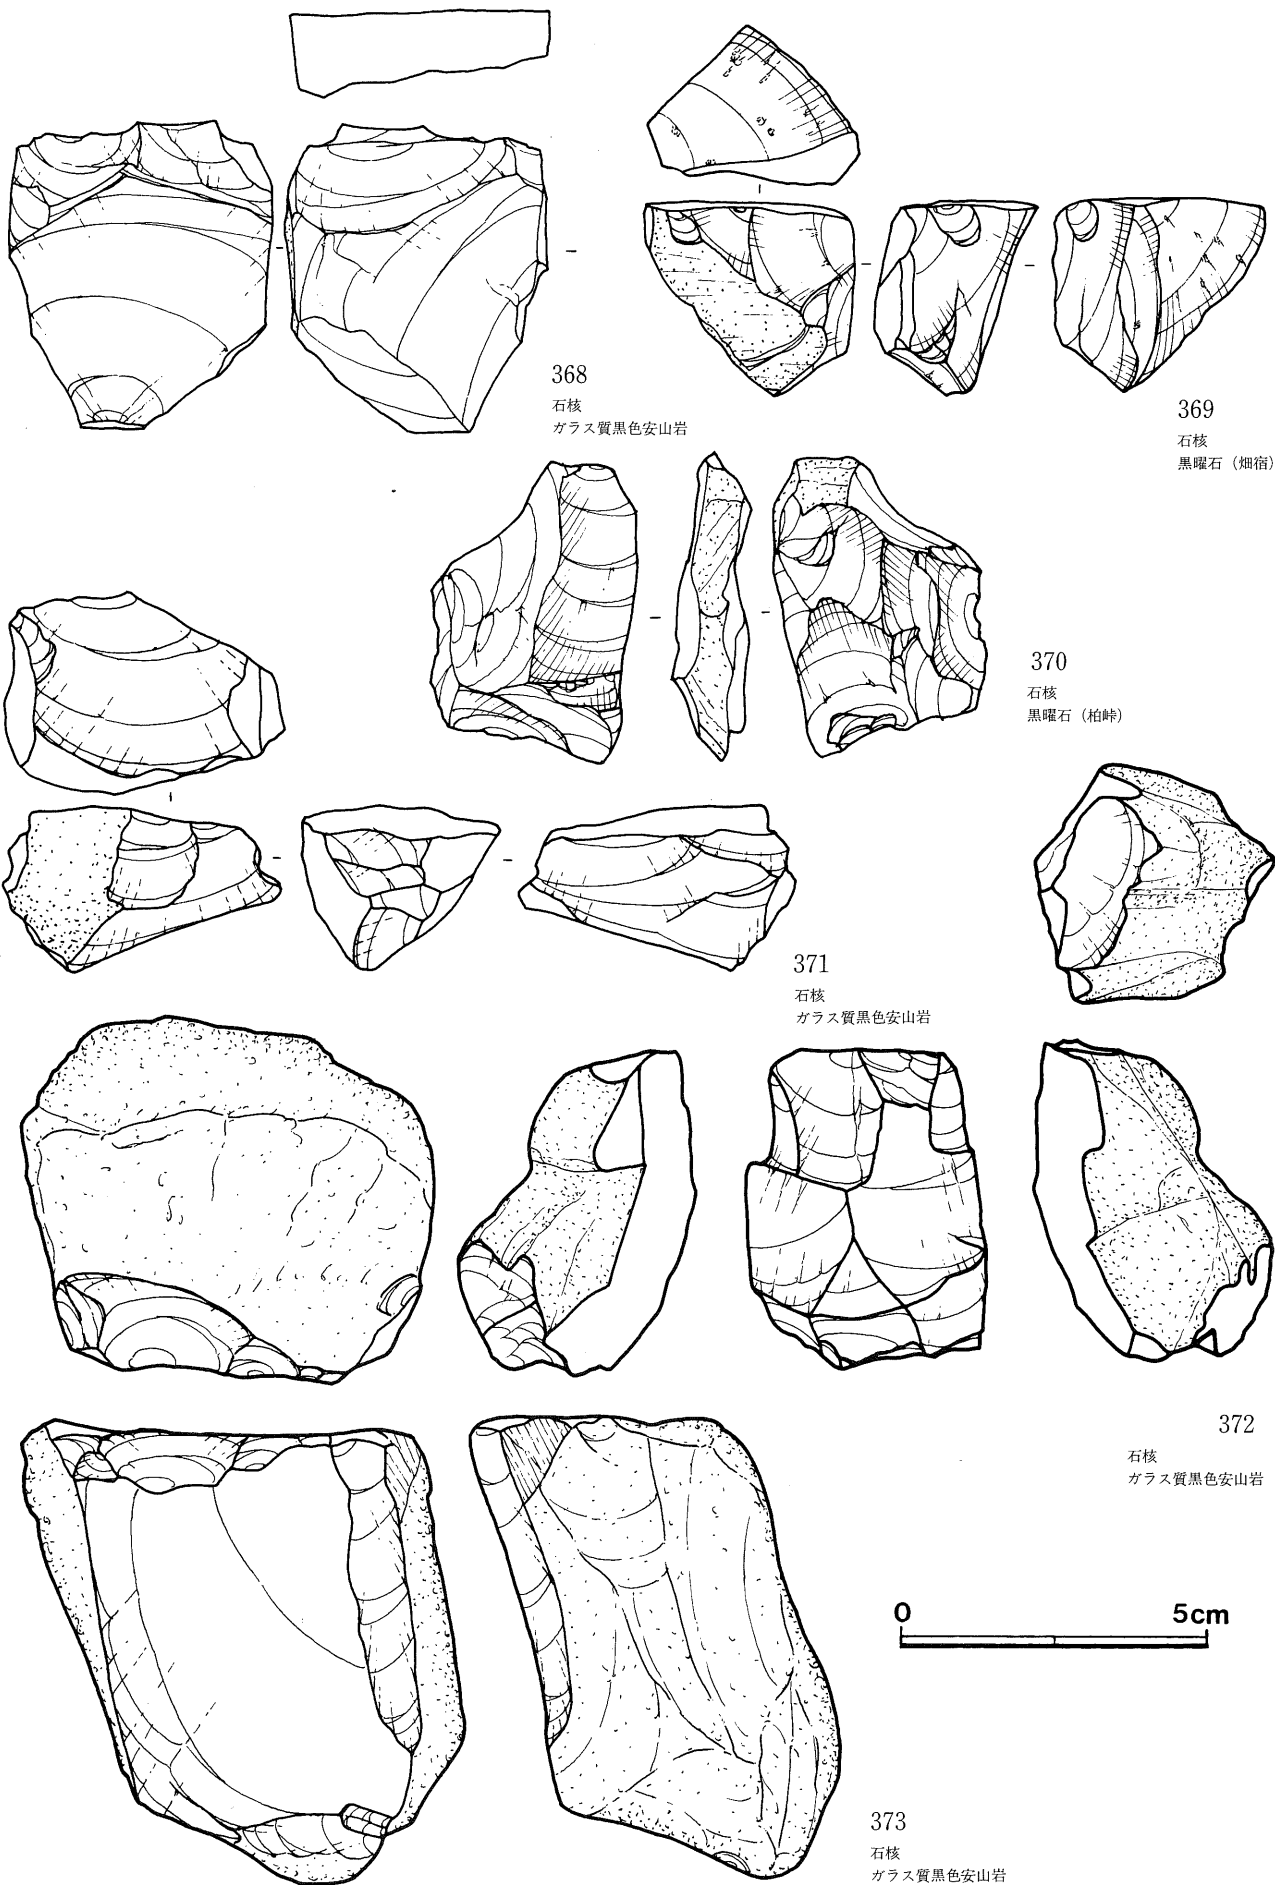 368
石核
ガラス質黒色安山岩
369
石核
黒曜石（畑宿）
370
石核
黒曜石（柏峠）
371
石核
ガラス質黒色安山岩
372
石核
ガラス質黒色安山岩
0 5cm
373
石核
ガラス質黒色安山岩